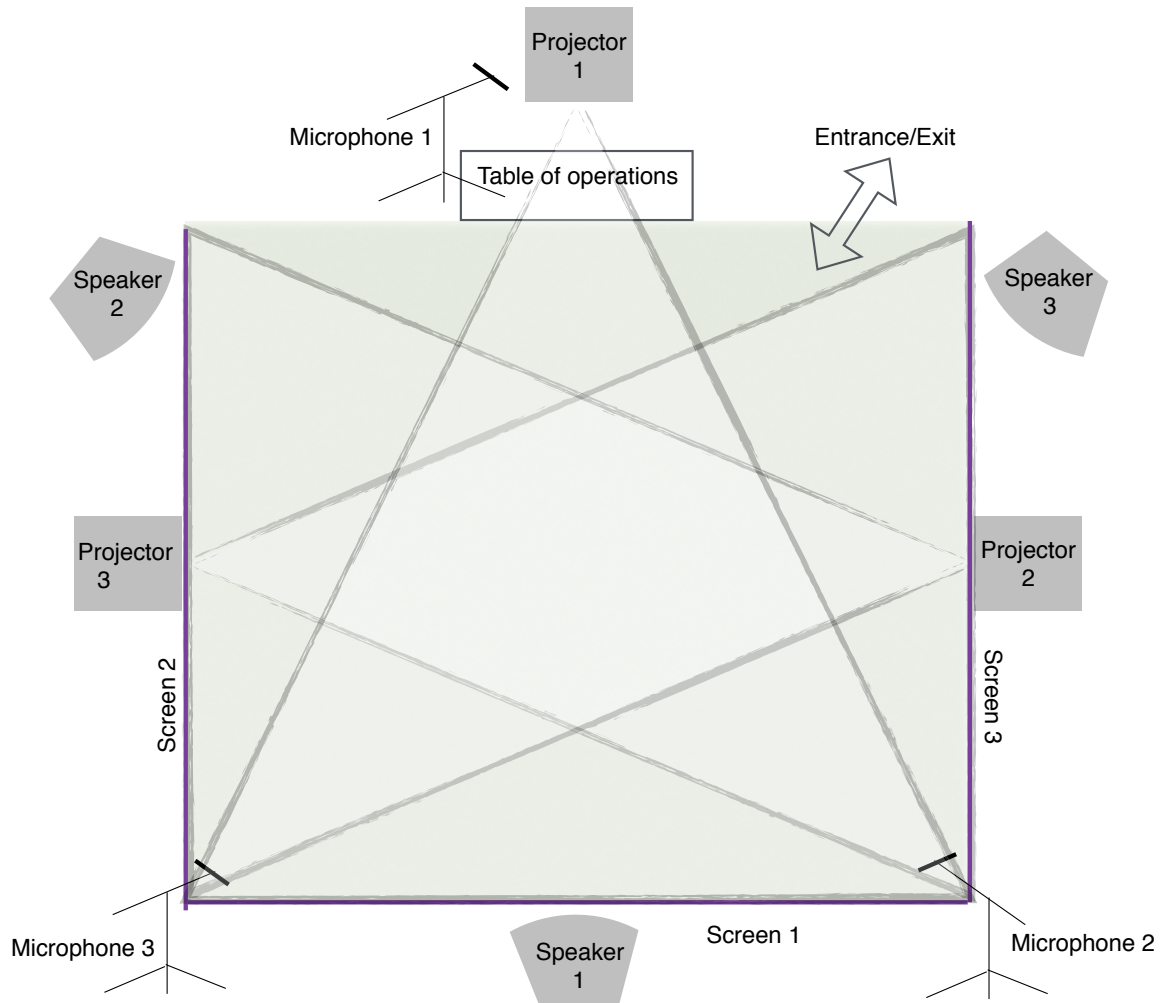 Projector
1
Microphone 1
Entrance/Exit
Table of operations
Speaker
2
Speaker
3
Projector
3
Projector
2
Screen 2
Screen 3
Screen 1
Microphone 3
Speaker
1
Microphone 2